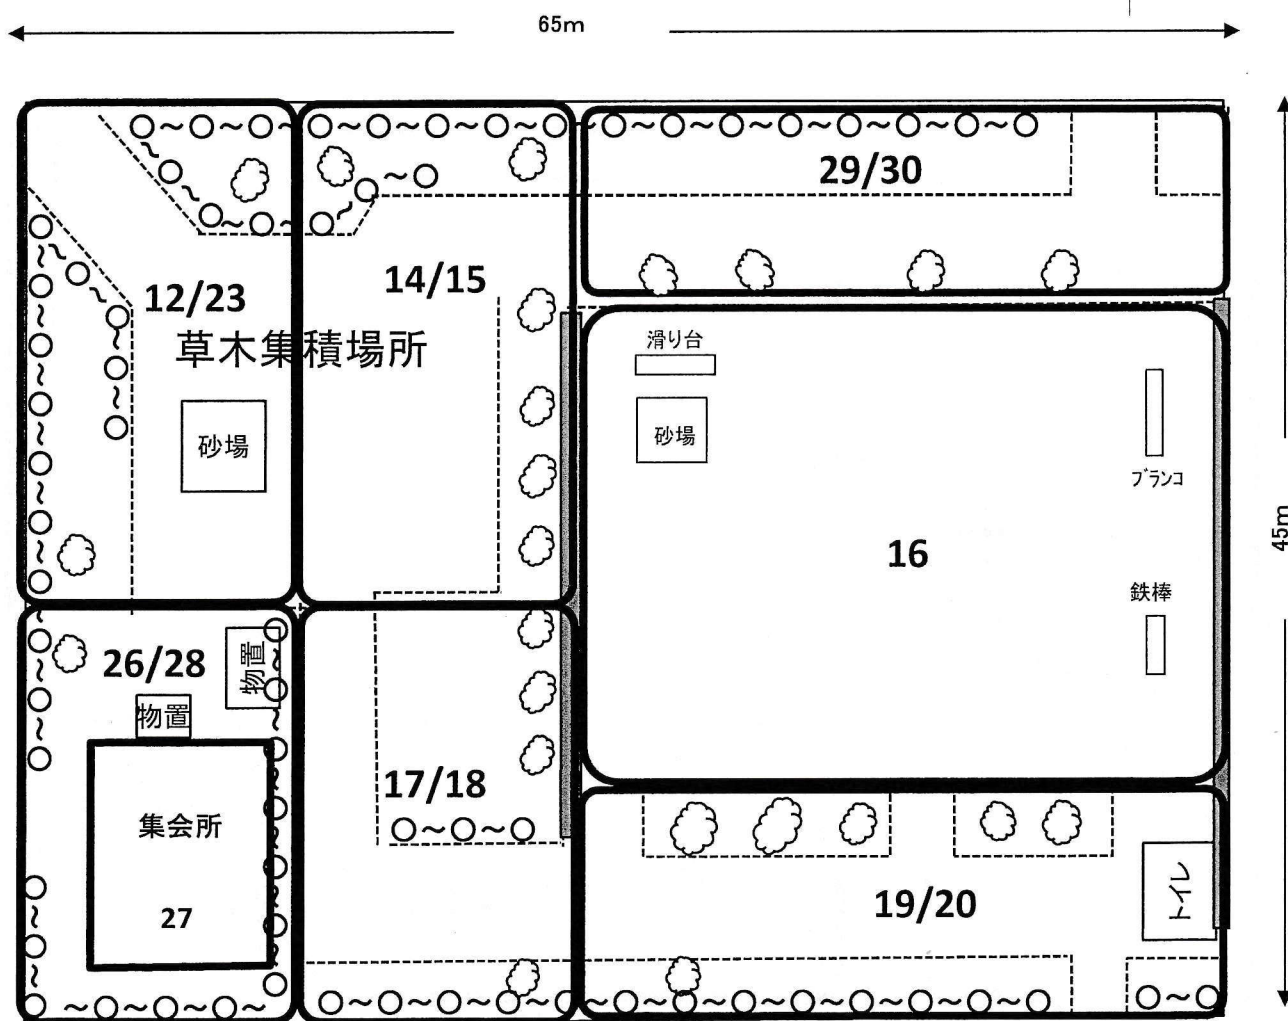 65m
29/30
14/15
12/23
草木集積場所
滑り台
砂場
砂場
ブランコ
16
45m
鉄棒
26/28
物置
物置
17/18
集会所
27
19/20
トイレ